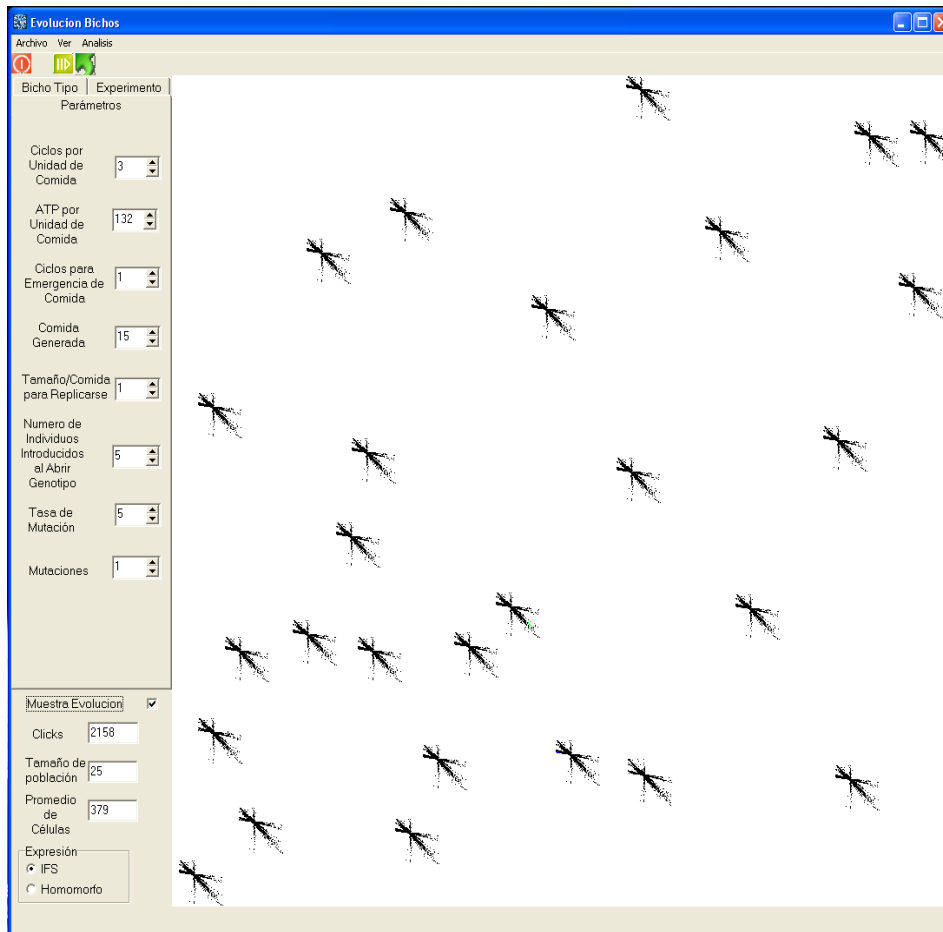 Evolucion Bichos
Archivo Ver Analisis
Bicho Tipo Experimento
Parámetros
Ciclos por
Unidad de
Comida
3
ATP por
Unidad de
Comida
132
Ciclos para
Emergencia de
Comida
1
Comida
Generada
15
Tamaño/Comida
para Replicarse
1
Numero de
Individuos
Introducidos
al Abrir
Genotipo
5
Tasa de
Mutación
5
Mutaciones
1
Muestra Evolucion
Clicks
2158
Tamaño de
población
25
Promedio
de
Células
379
Expresión
IFS
Homomorfo